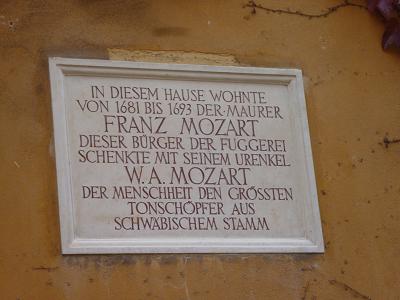 IN DIESEM HAUSE WOHNTE
VON 1681 BIS 1693 DER·MAURER
FRANZ MOZART
DIESER BÜRGER DER FUGGEREI
SCHENKTE MIT SEINEM URENKEL
W. A. MOZART
DER MENSCHHEIT DEN GRÖSSTEN
TONSCHÖPFER AUS
SCHWÄBISCHEM STAMM